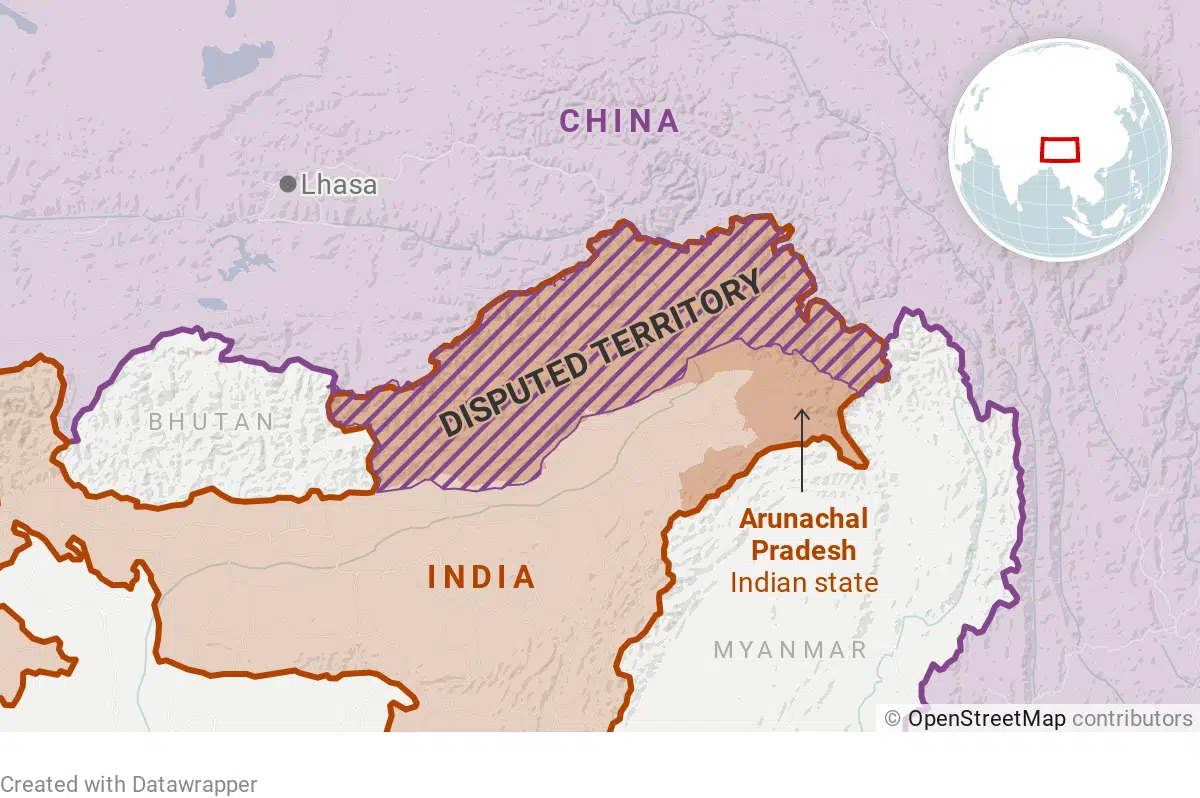 CHINA
Lhasa
DISPUTED TERRITORY
BHUTAN
Arunachal
Pradesh
Indian state
INDIA
MYANMAR
© OpenStreetMap contributors
Created with Datawrapper